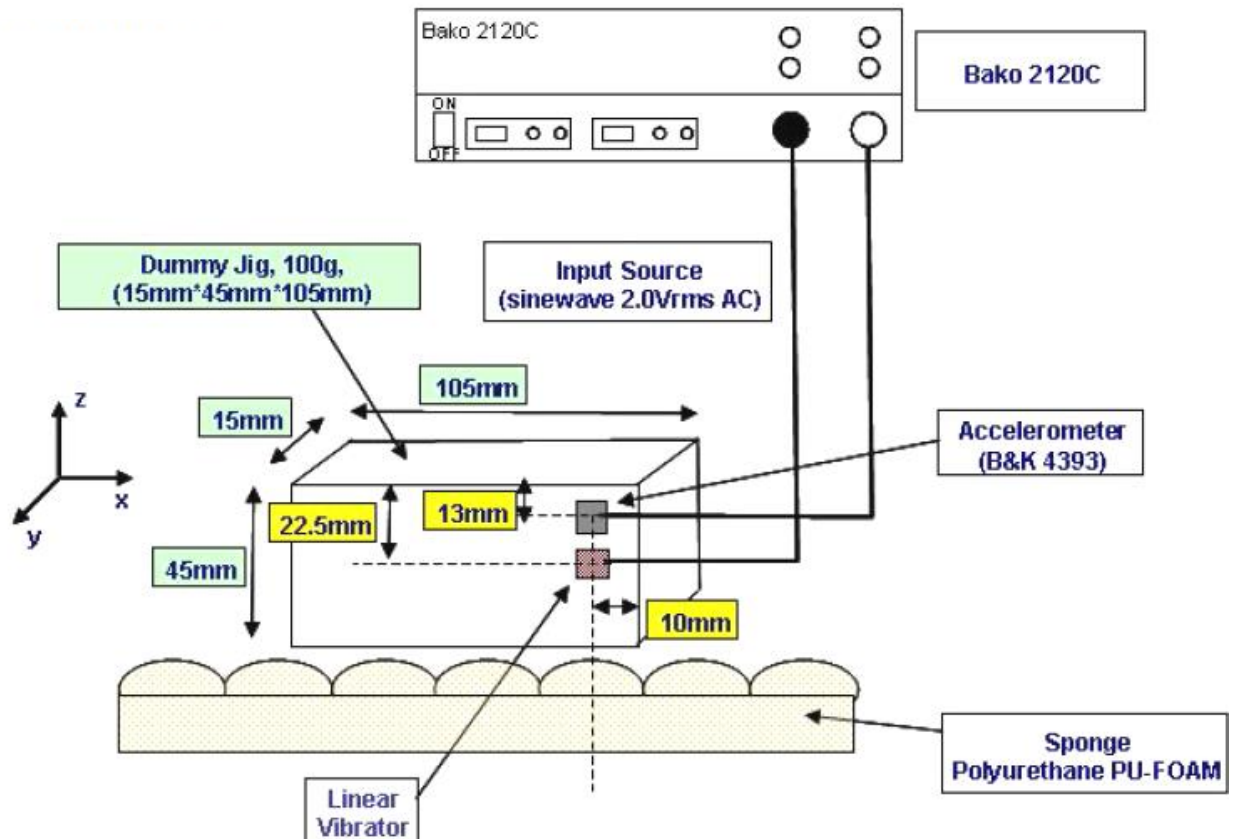 Bako 2120C
Bako 2120C
ON
OFF
Dummy Jig, 100g,
(15mm*45mm*105mm)
Input Source
(sinewave 2.0Vrms AC)
105mm
15mm
z
x
y
Accelerometer
(B&K 4393)
13mm
22.5mm
45mm
10mm
Sponge
Polyurethane PU-FOAM
Linear
Vibrator